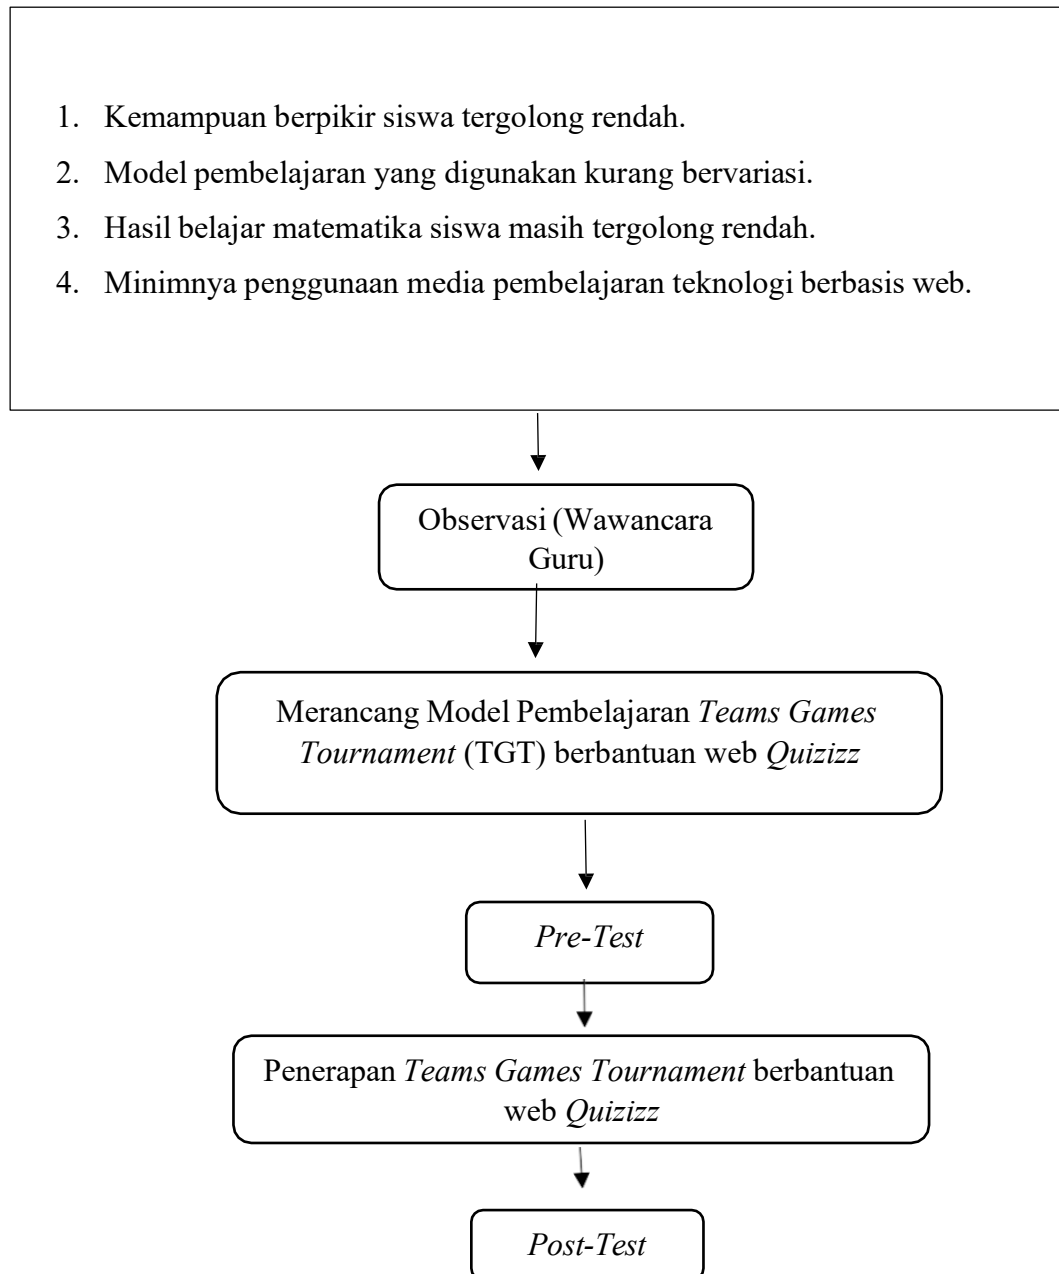 1. Kemampuan berpikir siswa tergolong rendah.
2. Model pembelajaran yang digunakan kurang bervariasi.
3. Hasil belajar matematika siswa masih tergolong rendah.
4. Minimnya penggunaan media pembelajaran teknologi berbasis web.
Observasi (Wawancara
Guru)
Merancang Model Pembelajaran Teams Games
Tournament (TGT) berbantuan web Quizizz
Pre-Test
Penerapan Teams Games Tournament berbantuan
web Quizizz
Post-Test